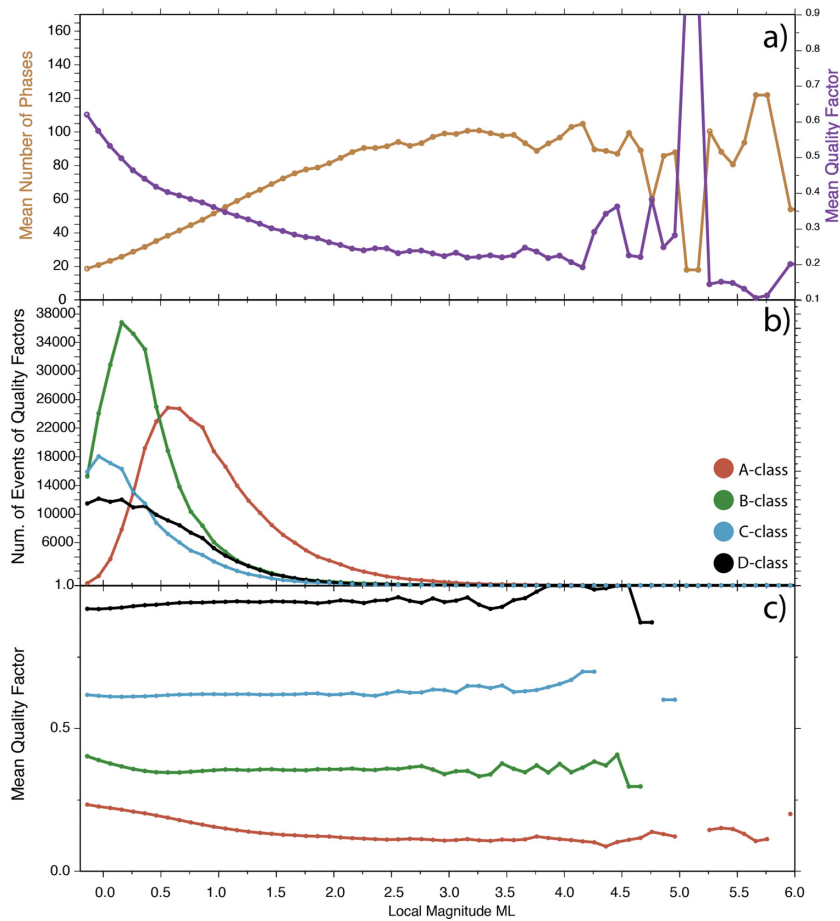 a)
Mean Number of Phases
160
140
120
100
80
60
40
20
0
0.9
0.8
0.7
0.6
0.5
0.4
0.3
0.2
0.1
Mean Quality Factor
b)
Num. of Events of Quality Factors
38000
34000
30000
26000
22000
18000
14000
10000
6000
A-class
B-class
C-class
D-class
c)
Mean Quality Factor
1.0
0.5
0.0
0.0 0.5 1.0 1.5 2.0 2.5 3.0 3.5 4.0 4.5 5.0 5.5 6.0
Local Magnitude ML